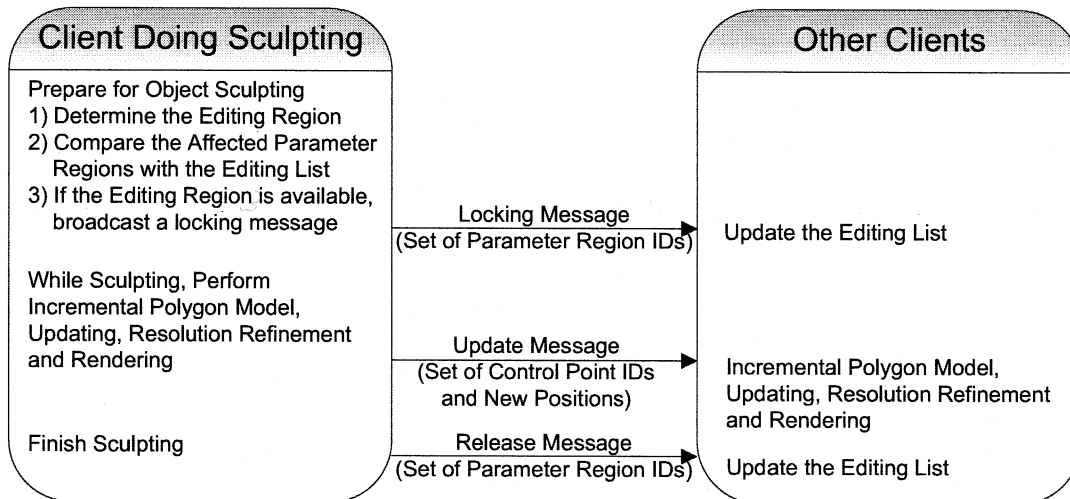 Client Doing Sculpting
Prepare for Object Sculpting
1) Determine the Editing Region
2) Compare the Affected Parameter
Regions with the Editing List
3) If the Editing Region is available,
broadcast a locking message
While Sculpting, Perform
Incremental Polygon Model,
Updating, Resolution Refinement
and Rendering
Finish Sculpting
Locking Message
(Set of Parameter Region IDs)
Update Message
(Set of Control Point IDs
and New Positions)
Release Message
(Set of Parameter Region IDs)
Other Clients
Update the Editing List
Incremental Polygon Model,
Updating, Resolution Refinement
and Rendering
Update the Editing List